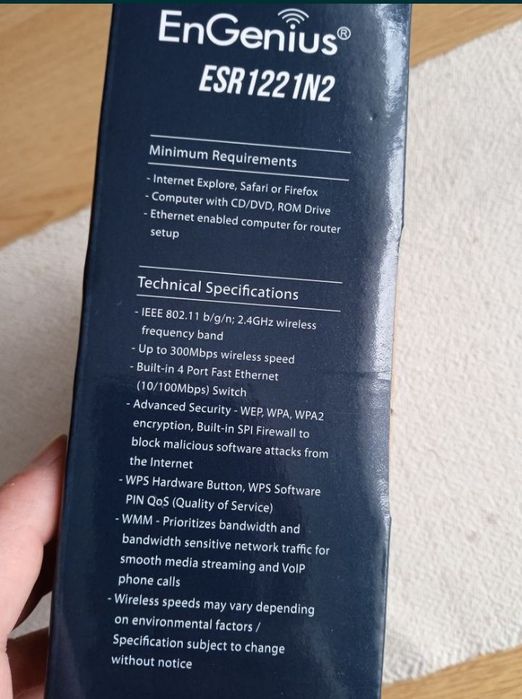 EnGenius®
ESR1221N2
Minimum Requirements
- Internet Explore, Safari or Firefox
- Computer with CD/DVD, ROM Drive
- Ethernet enabled computer for router
setup
Technical Specifications
- IEEE 802.11 b/g/n; 2.4GHz wireless
frequency band
- Up to 300Mbps wireless speed
- Built-in 4 Port Fast Ethernet
(10/100Mbps) Switch
- Advanced Security - WEP, WPA, WPA2
encryption, Built-in SPI Firewall to
block malicious software attacks from
the Internet
- WPS Hardware Button, WPS Software
PIN QoS (Quality of Service)
- WMM - Prioritizes bandwidth and
bandwidth sensitive network traffic for
smooth media streaming and VoIP
phone calls
- Wireless speeds may vary depending
on environmental factors /
Specification subject to change
without notice